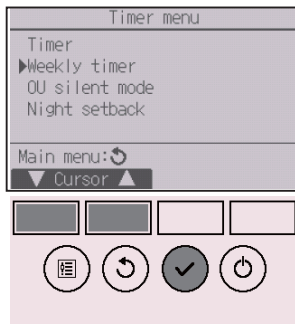 Timer menu
Timer
▶Weekly timer
OU silent mode
Night setback
Main menu:↺
▼ Cursor ▲